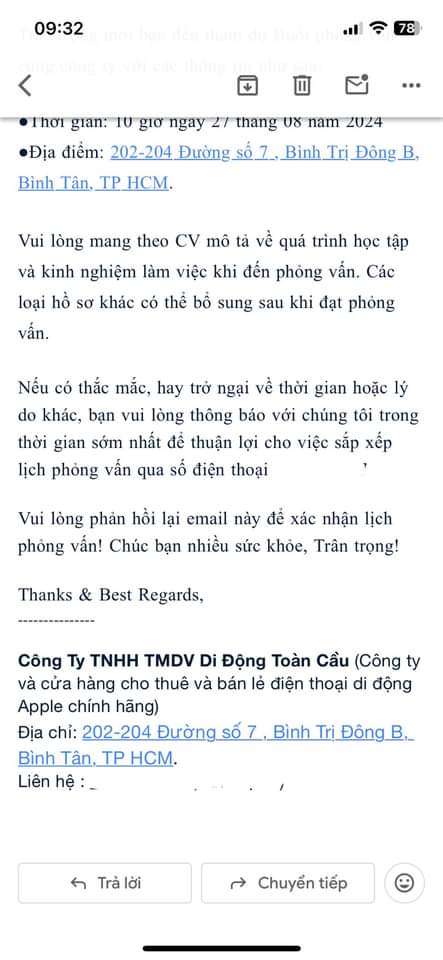 09:32
78
●Thời gian: 10 giờ ngày 27 tháng 08 năm 2024
●Địa điểm: 202-204 Đường số 7 , Bình Trị Đông B,
Bình Tân, TP HCM.
Vui lòng mang theo CV mô tả về quá trình học tập
và kinh nghiệm làm việc khi đến phỏng vấn. Các
loại hồ sơ khác có thể bổ sung sau khi đạt phỏng
vấn.
Nếu có thắc mắc, hay trở ngại về thời gian hoặc lý
do khác, bạn vui lòng thông báo với chúng tôi trong
thời gian sớm nhất để thuận lợi cho việc sắp xếp
lịch phỏng vấn qua số điện thoại
Vui lòng phản hồi lại email này để xác nhận lịch
phỏng vấn! Chúc bạn nhiều sức khỏe, Trân trọng!
Thanks & Best Regards,
---------------
Công Ty TNHH TMDV Di Động Toàn Cầu (Công ty
và cửa hàng cho thuê và bán lẻ điện thoại di động
Apple chính hãng)
Địa chỉ: 202-204 Đường số 7 , Bình Trị Đông B,
Bình Tân, TP HCM.
Liên hệ :
Trả lời
Chuyển tiếp